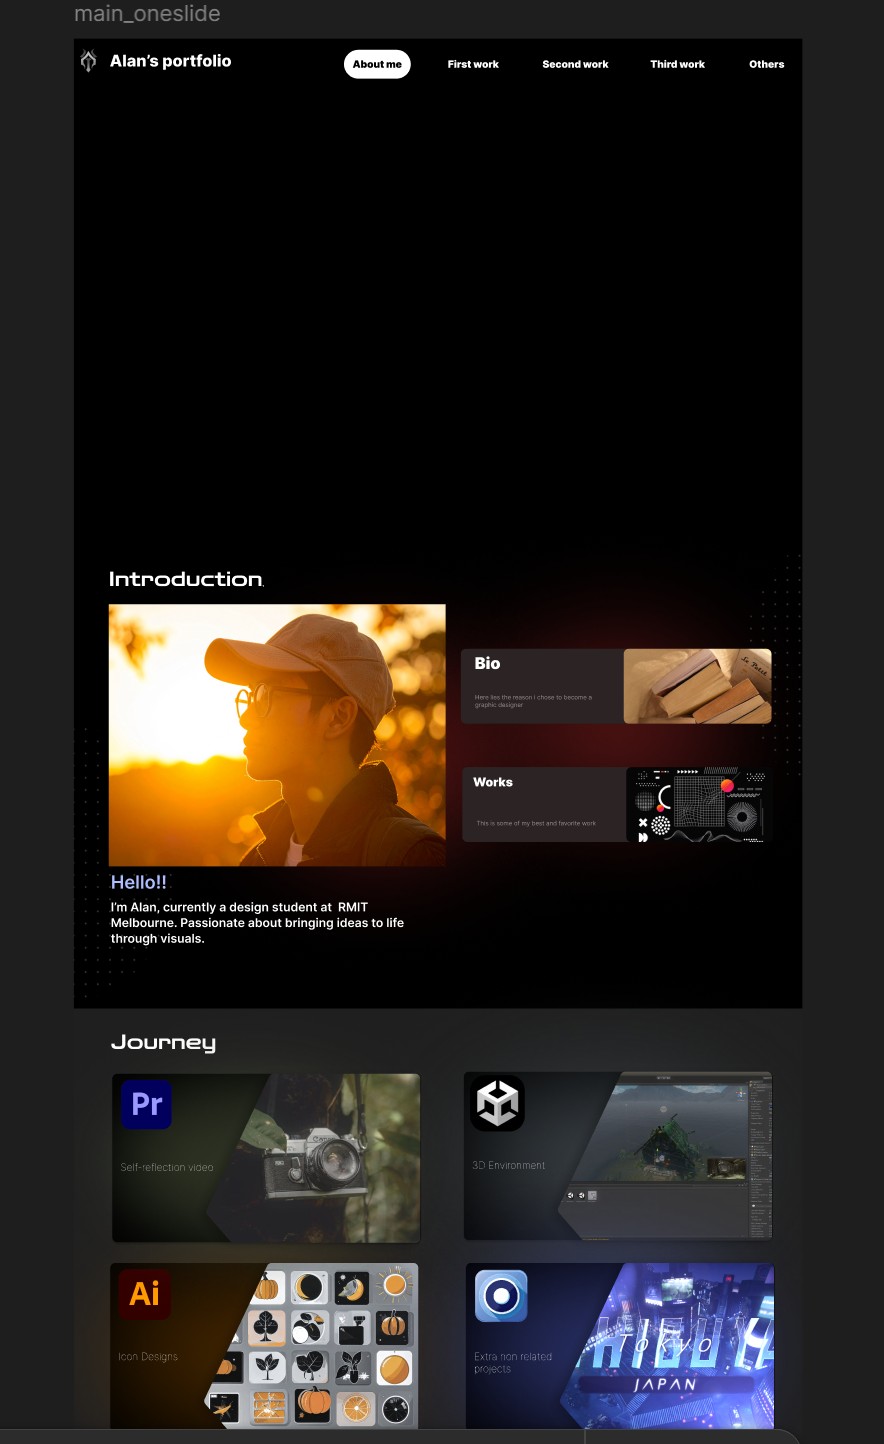 main_oneslide
Alan's portfolio
About me
First work
Second work
Third work
Others
Introduction.
Bio
Here lies the reason i chose to become a
graphic designer
Le Petit
Works
This is some of my best and favorite work
Hello!!
I'm Alan, currently a design student at RMIT
Melbourne. Passionate about bringing ideas to life
through visuals.
Journey
Pr
Self-reflection video
Canon
3D Environment
Ai
Icon Designs
Extra non related
projects
Tokyo
JAPAN